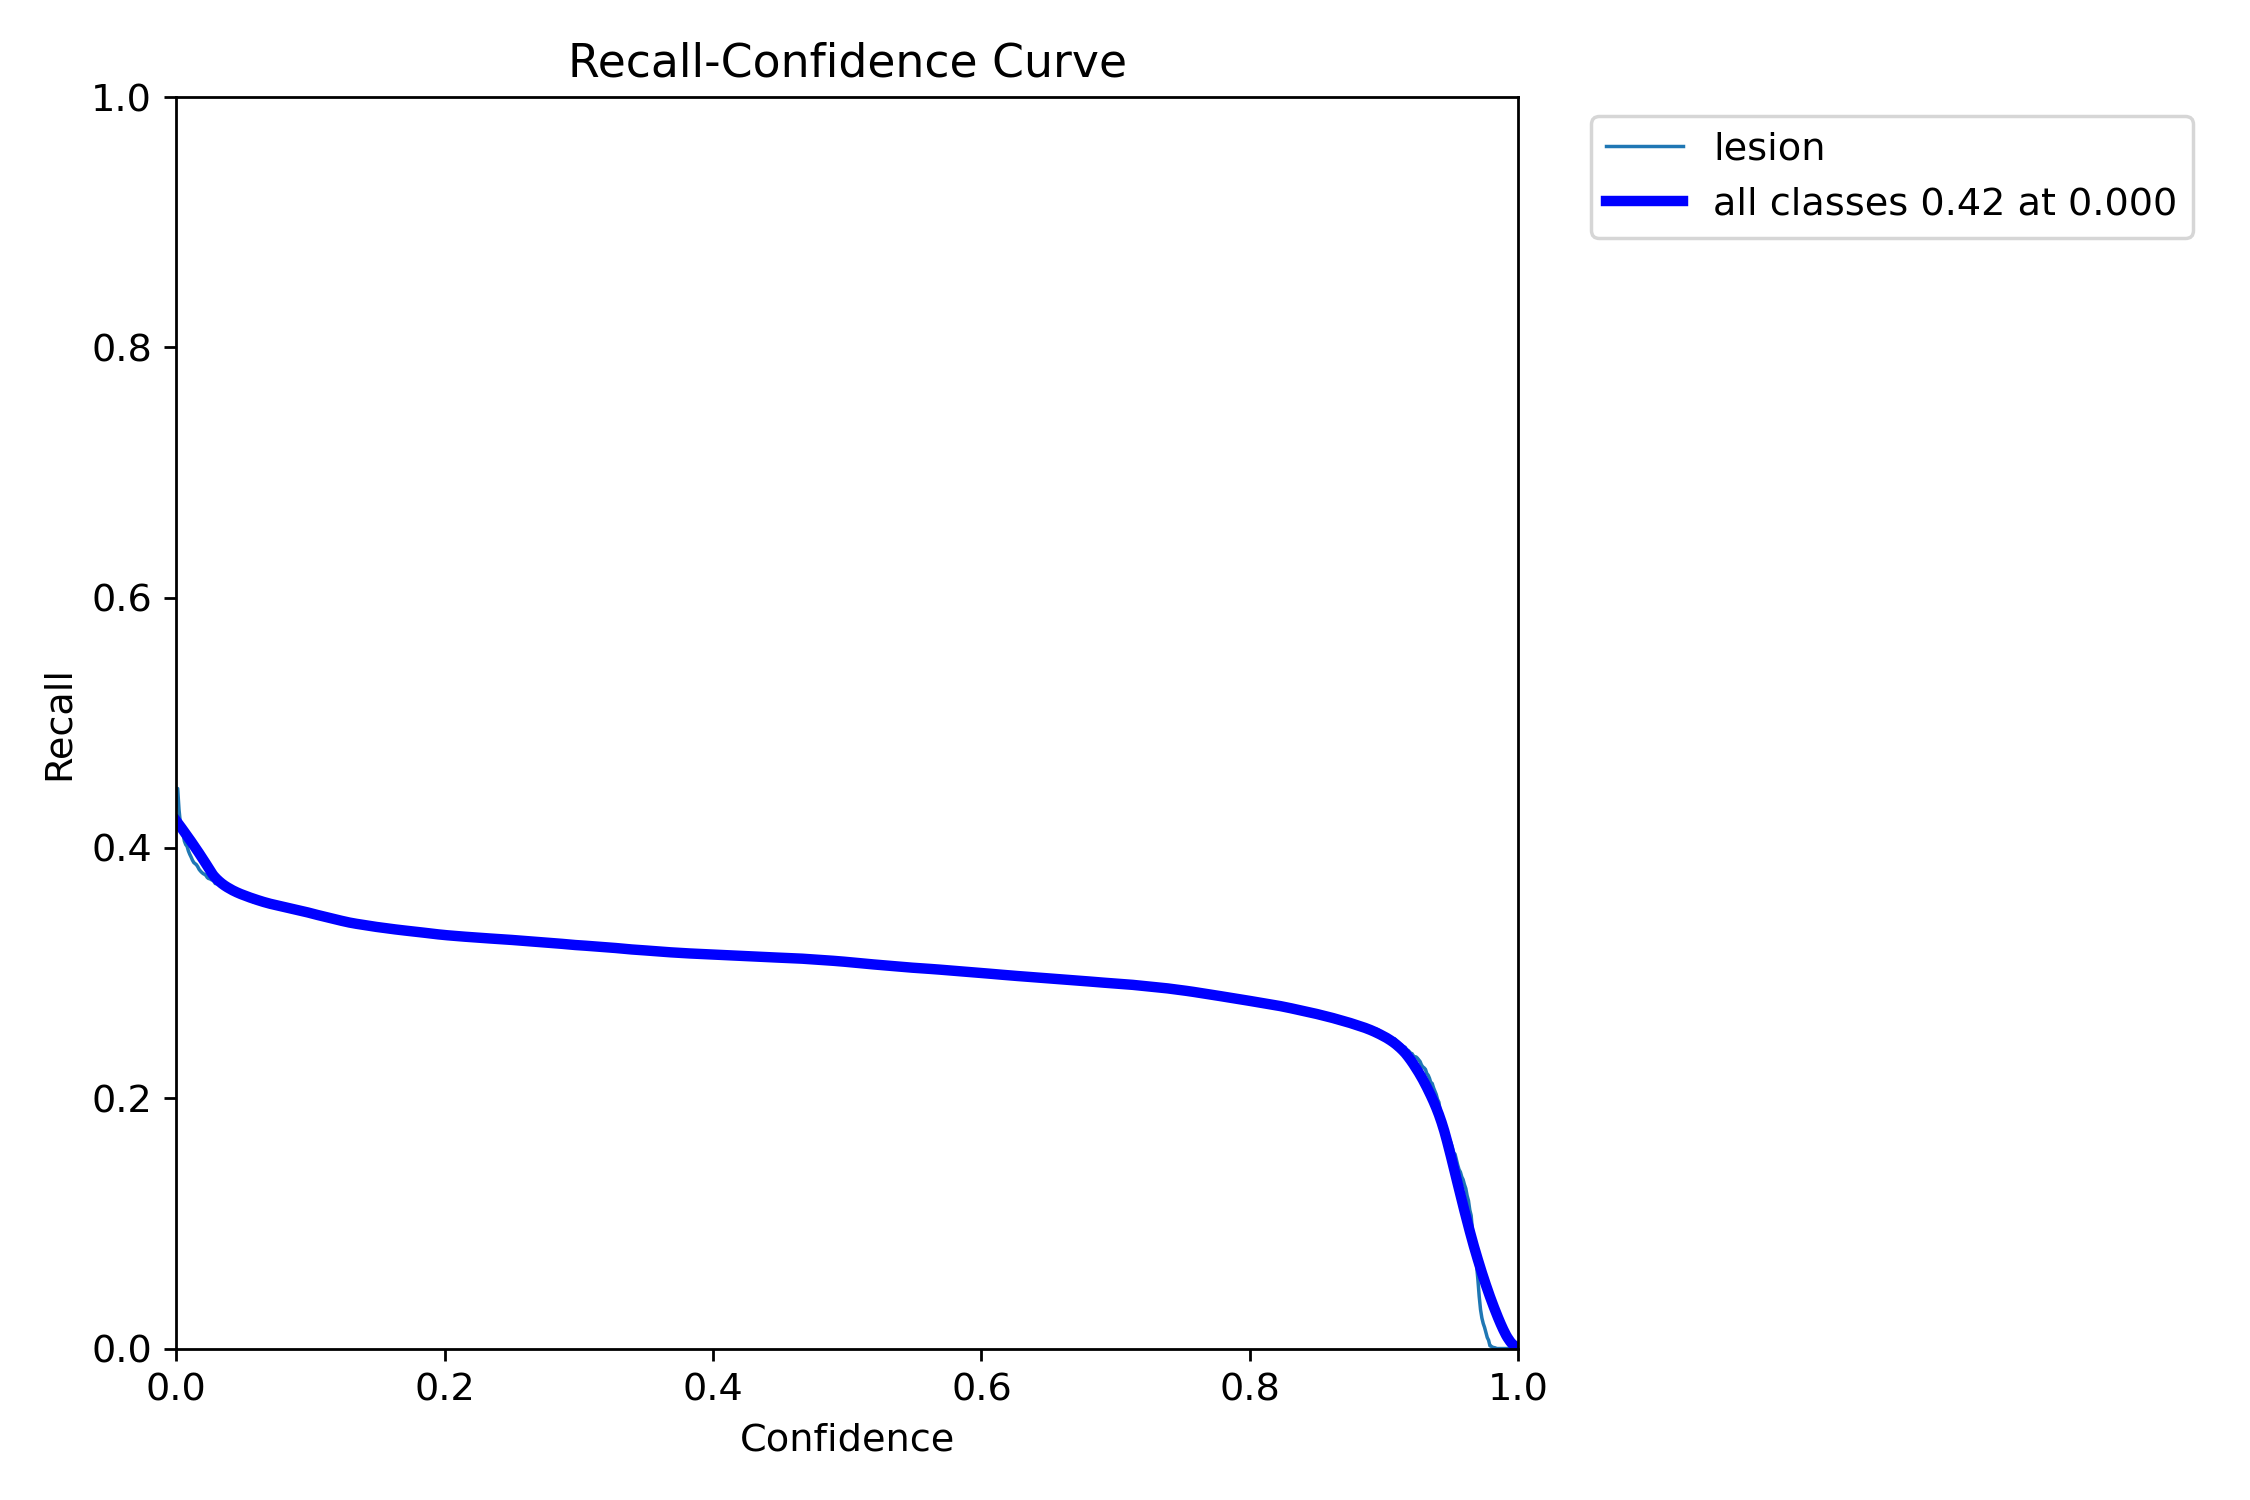 Recall-Confidence Curve
1.0
0.8
0.6
0.4
0.2
0.0
Recall
0.0 0.2 0.4 0.6 0.8 1.0
Confidence
lesion
all classes 0.42 at 0.000